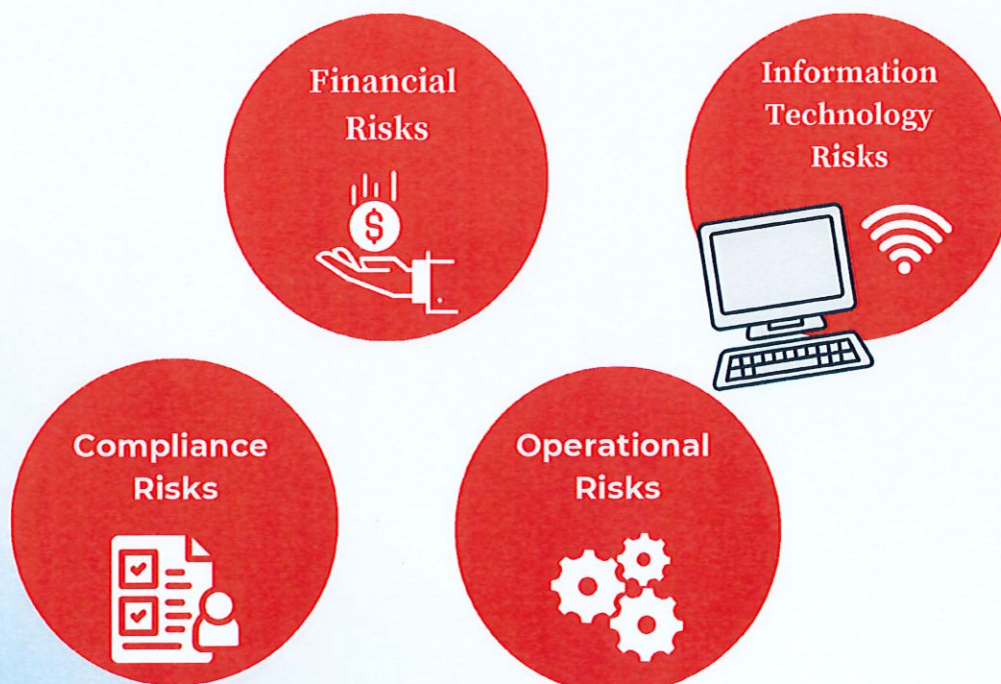 Financial
Risks
$
Information
Technology
Risks
Compliance
Risks
Operational
Risks